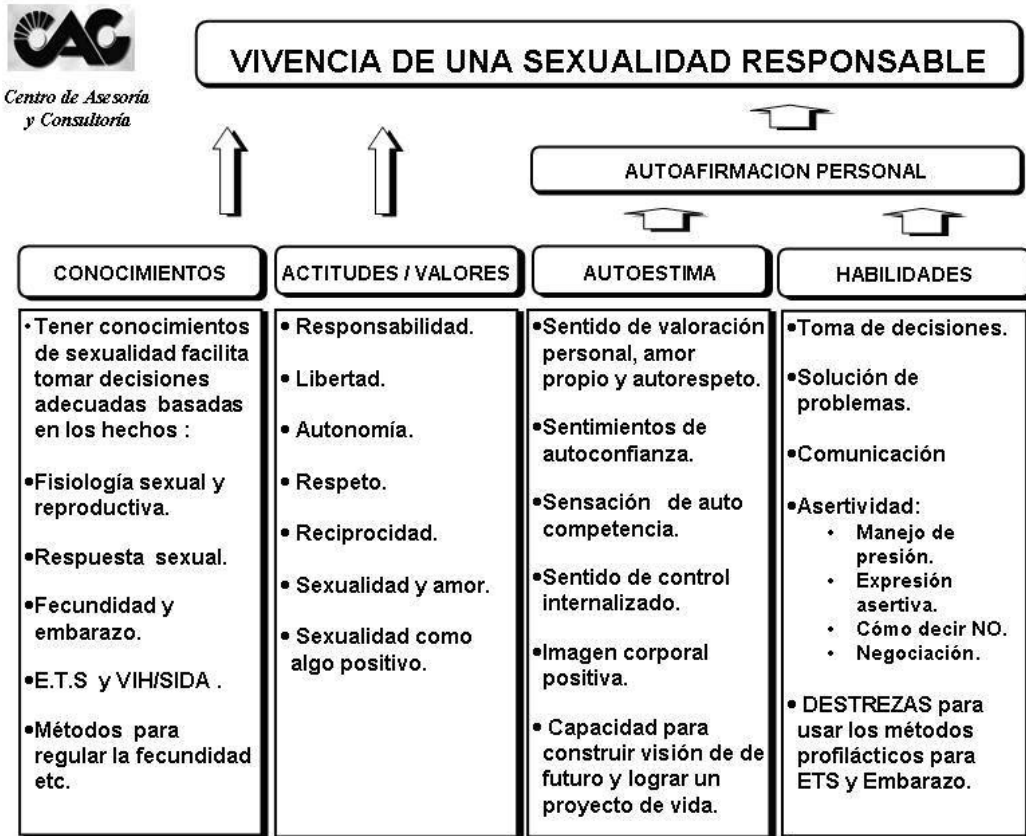 CAC
Centro de Asesoría
y Consultoría
VIVENCIA DE UNA SEXUALIDAD RESPONSABLE
AUTOAFIRMACION PERSONAL
CONOCIMIENTOS
• Tener conocimientos
de sexualidad facilita
tomar decisiones
adecuadas basadas
en los hechos :
•Fisiología sexual y
reproductiva.
•Respuesta sexual.
•Fecundidad y
embarazo.
•E.T.S y VIH/SIDA .
•Métodos para
regular la fecundidad
etc.
ACTITUDES / VALORES
• Responsabilidad.
• Libertad.
• Autonomía.
• Respeto.
• Reciprocidad.
• Sexualidad y amor.
• Sexualidad como
algo positivo.
AUTOESTIMA
•Sentido de valoración
personal, amor
propio y autorespeto.
•Sentimientos de
autoconfianza.
•Sensación de auto
competencia.
•Sentido de control
internalizado.
•Imagen corporal
positiva.
• Capacidad para
construir visión de de
futuro y lograr un
proyecto de vida.
HABILIDADES
•Toma de decisiones.
•Solución de
problemas.
•Comunicación
•Asertividad:
• Manejo de
presión.
• Expresión
asertiva.
• Cómo decir NO.
• Negociación.
• DESTREZAS para
usar los métodos
profilácticos para
ETS y Embarazo.